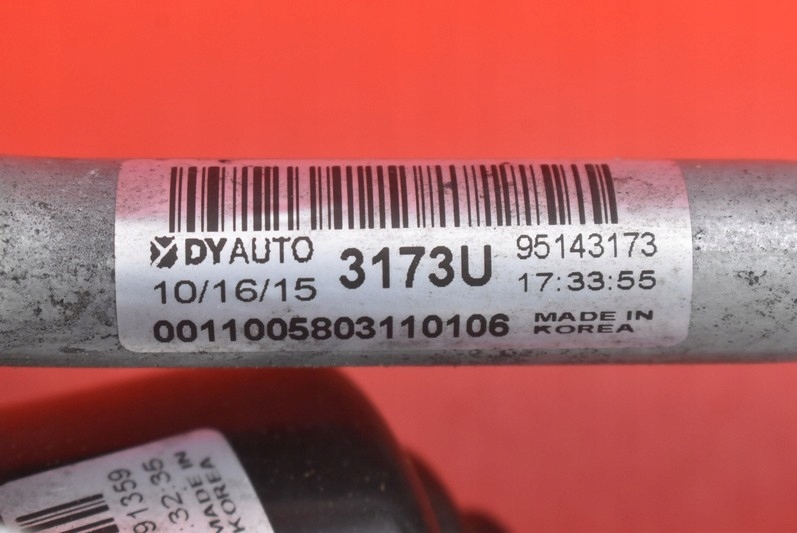 DYAUTO 3173U 95143173
10/16/15 17:33:55
0011005803110106 MADE IN KOREA
91359
32:35
MADE IN
KOREA